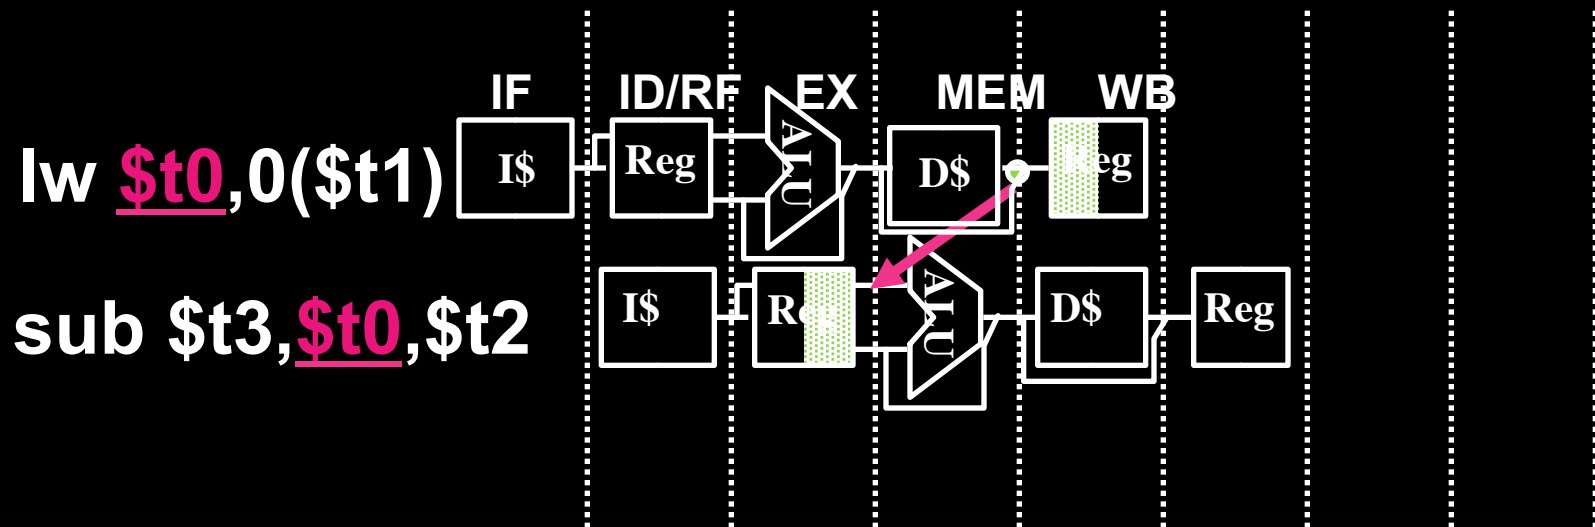 IF ID/RF EX MEM WB
lw $t0,0($t1) I$ Reg ALU D$ Reg
sub $t3,$t0,$t2 I$ Reg ALU D$ Reg